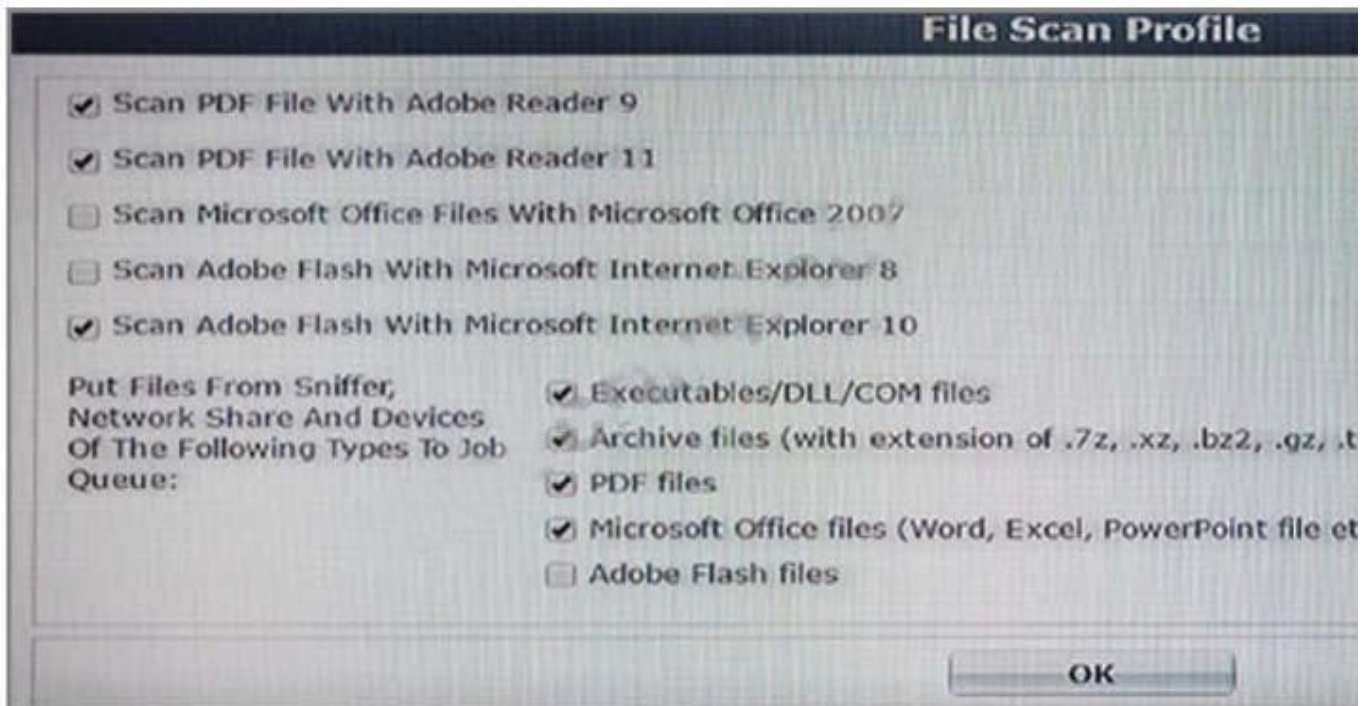 File Scan Profile
Scan PDF File With Adobe Reader 9
Scan PDF File With Adobe Reader 11
Scan Microsoft Office Files With Microsoft Office 2007
Scan Adobe Flash With Microsoft Internet Explorer 8
Scan Adobe Flash With Microsoft Internet Explorer 10
Put Files From Sniffer,
Network Share And Devices
Of The Following Types To Job
Queue:
Executables/DLL/COM files
Archive files (with extension of .7z, .xz, .bz2, .gz, .t
PDF files
Microsoft Office files (Word, Excel, PowerPoint file et
Adobe Flash files
OK